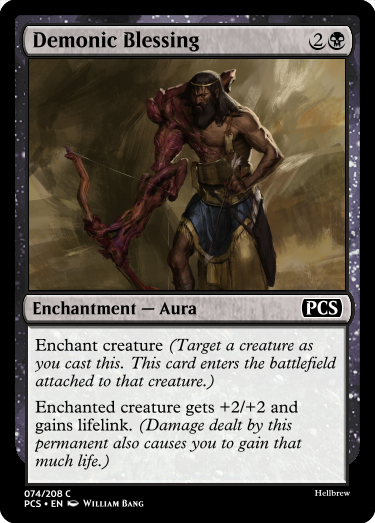 Demonic Blessing 2
Enchantment — Aura PCS
Enchant creature (Target a creature as
you cast this. This card enters the battlefield
attached to that creature.)
Enchanted creature gets +2/+2 and
gains lifelink. (Damage dealt by this
permanent also causes you to gain that
much life.)
074/208 C Hellbrew
PCS • EN WILLIAM BANG